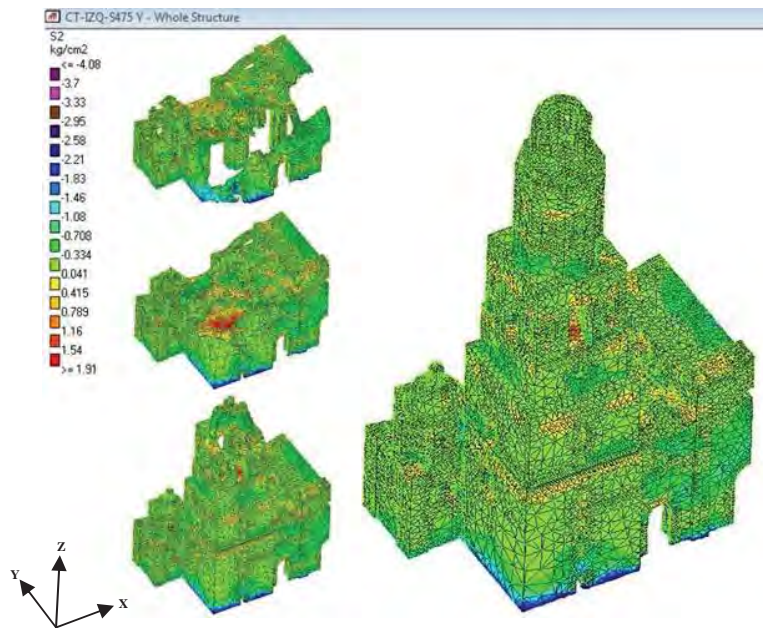 CT-IZQ-S475 Y - Whole Structure
S2
kg/cm2
<= -4.08
-3.7
-3.33
-2.95
-2.58
-2.21
-1.83
-1.46
-1.08
-0.708
-0.334
0.041
0.415
0.789
1.16
1.54
>= 1.91
Z
Y
X